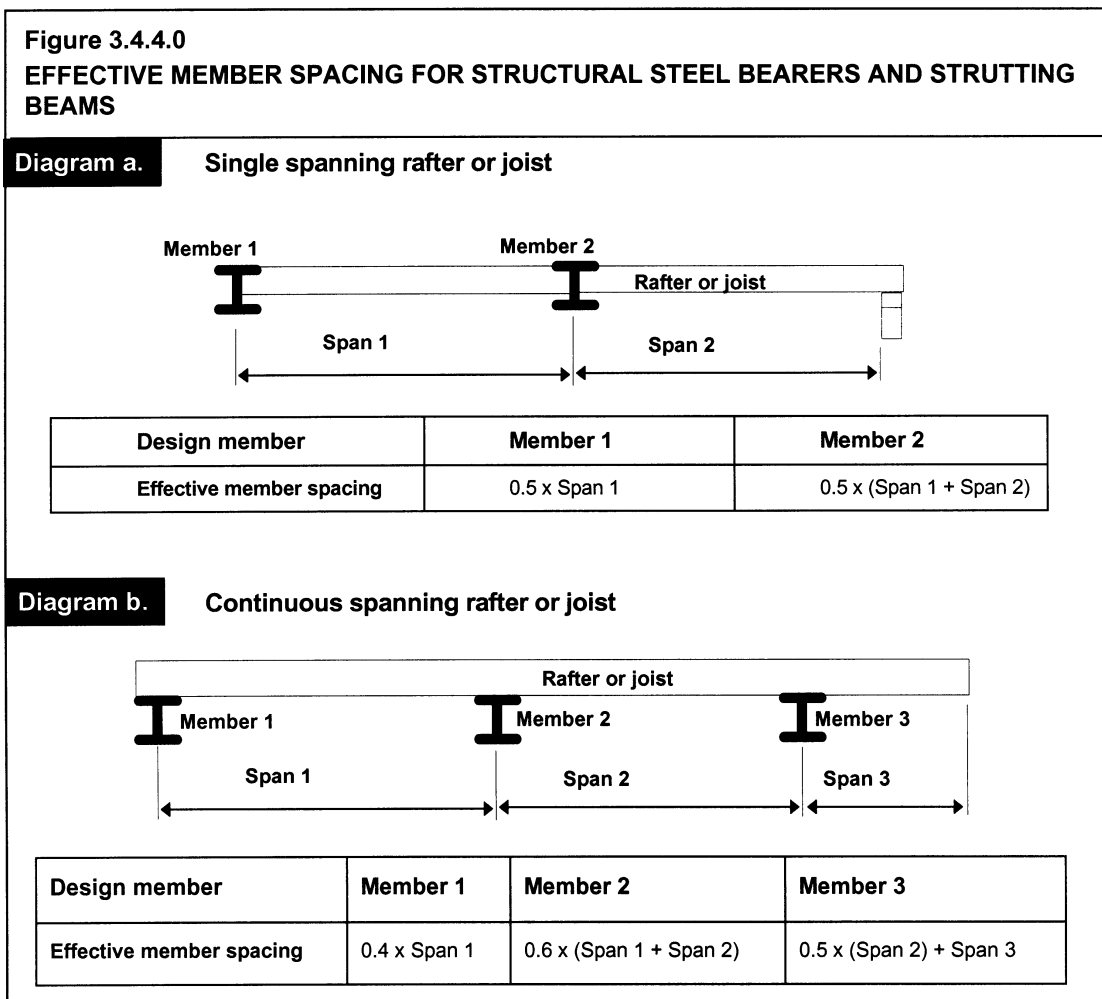 Figure 3.4.4.0
EFFECTIVE MEMBER SPACING FOR STRUCTURAL STEEL BEARERS AND STRUTTING
BEAMS
Diagram a.
Single spanning rafter or joist
Member 1
Member 2
Rafter or joist
Span 1
Span 2
Design member
Member 1
Member 2
Effective member spacing
0.5 x Span 1
0.5 x (Span 1 + Span 2)
Diagram b.
Continuous spanning rafter or joist
Rafter or joist
Member 1
Member 2
Member 3
Span 1
Span 2
Span 3
Design member
Member 1
Member 2
Member 3
Effective member spacing
0.4 x Span 1
0.6 x (Span 1 + Span 2)
0.5 x (Span 2) + Span 3